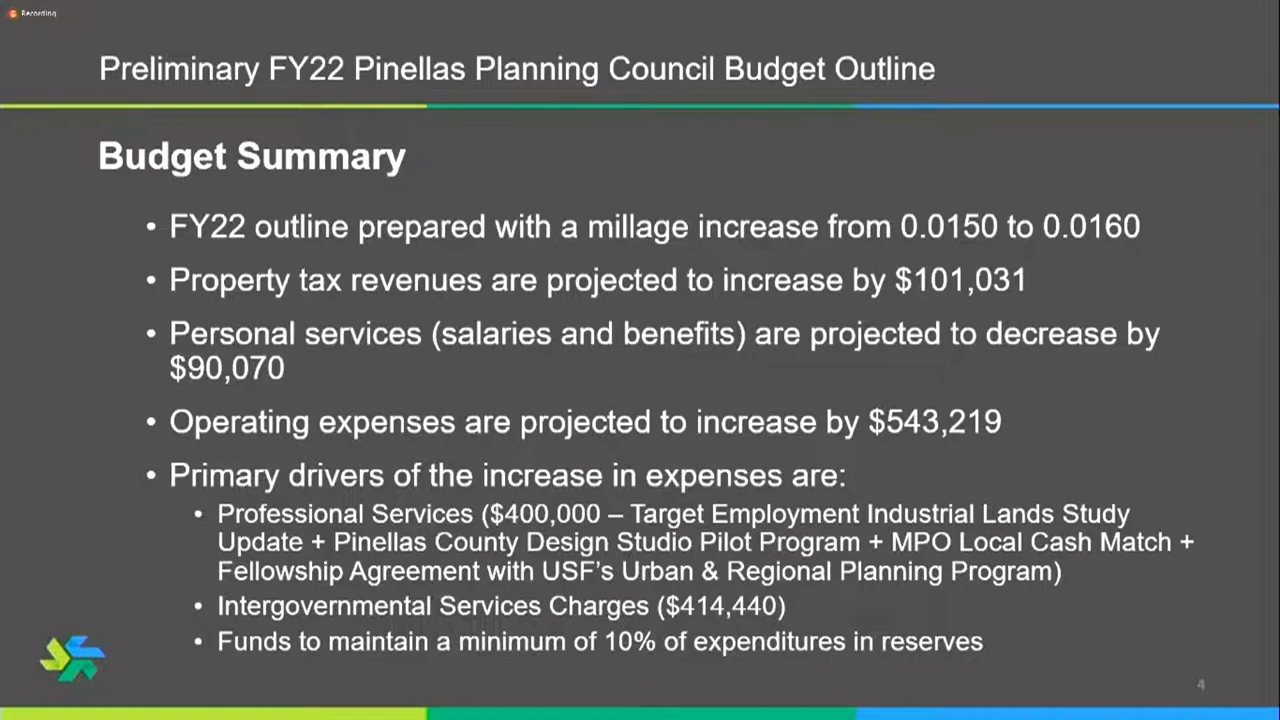 Recording
Preliminary FY22 Pinellas Planning Council Budget Outline
Budget Summary
• FY22 outline prepared with a millage increase from 0.0150 to 0.0160
• Property tax revenues are projected to increase by $101,031
• Personal services (salaries and benefits) are projected to decrease by
$90,070
• Operating expenses are projected to increase by $543,219
• Primary drivers of the increase in expenses are:
• Professional Services ($400,000 – Target Employment Industrial Lands Study
Update + Pinellas County Design Studio Pilot Program + MPO Local Cash Match +
Fellowship Agreement with USF's Urban & Regional Planning Program)
• Intergovernmental Services Charges ($414,440)
• Funds to maintain a minimum of 10% of expenditures in reserves
4